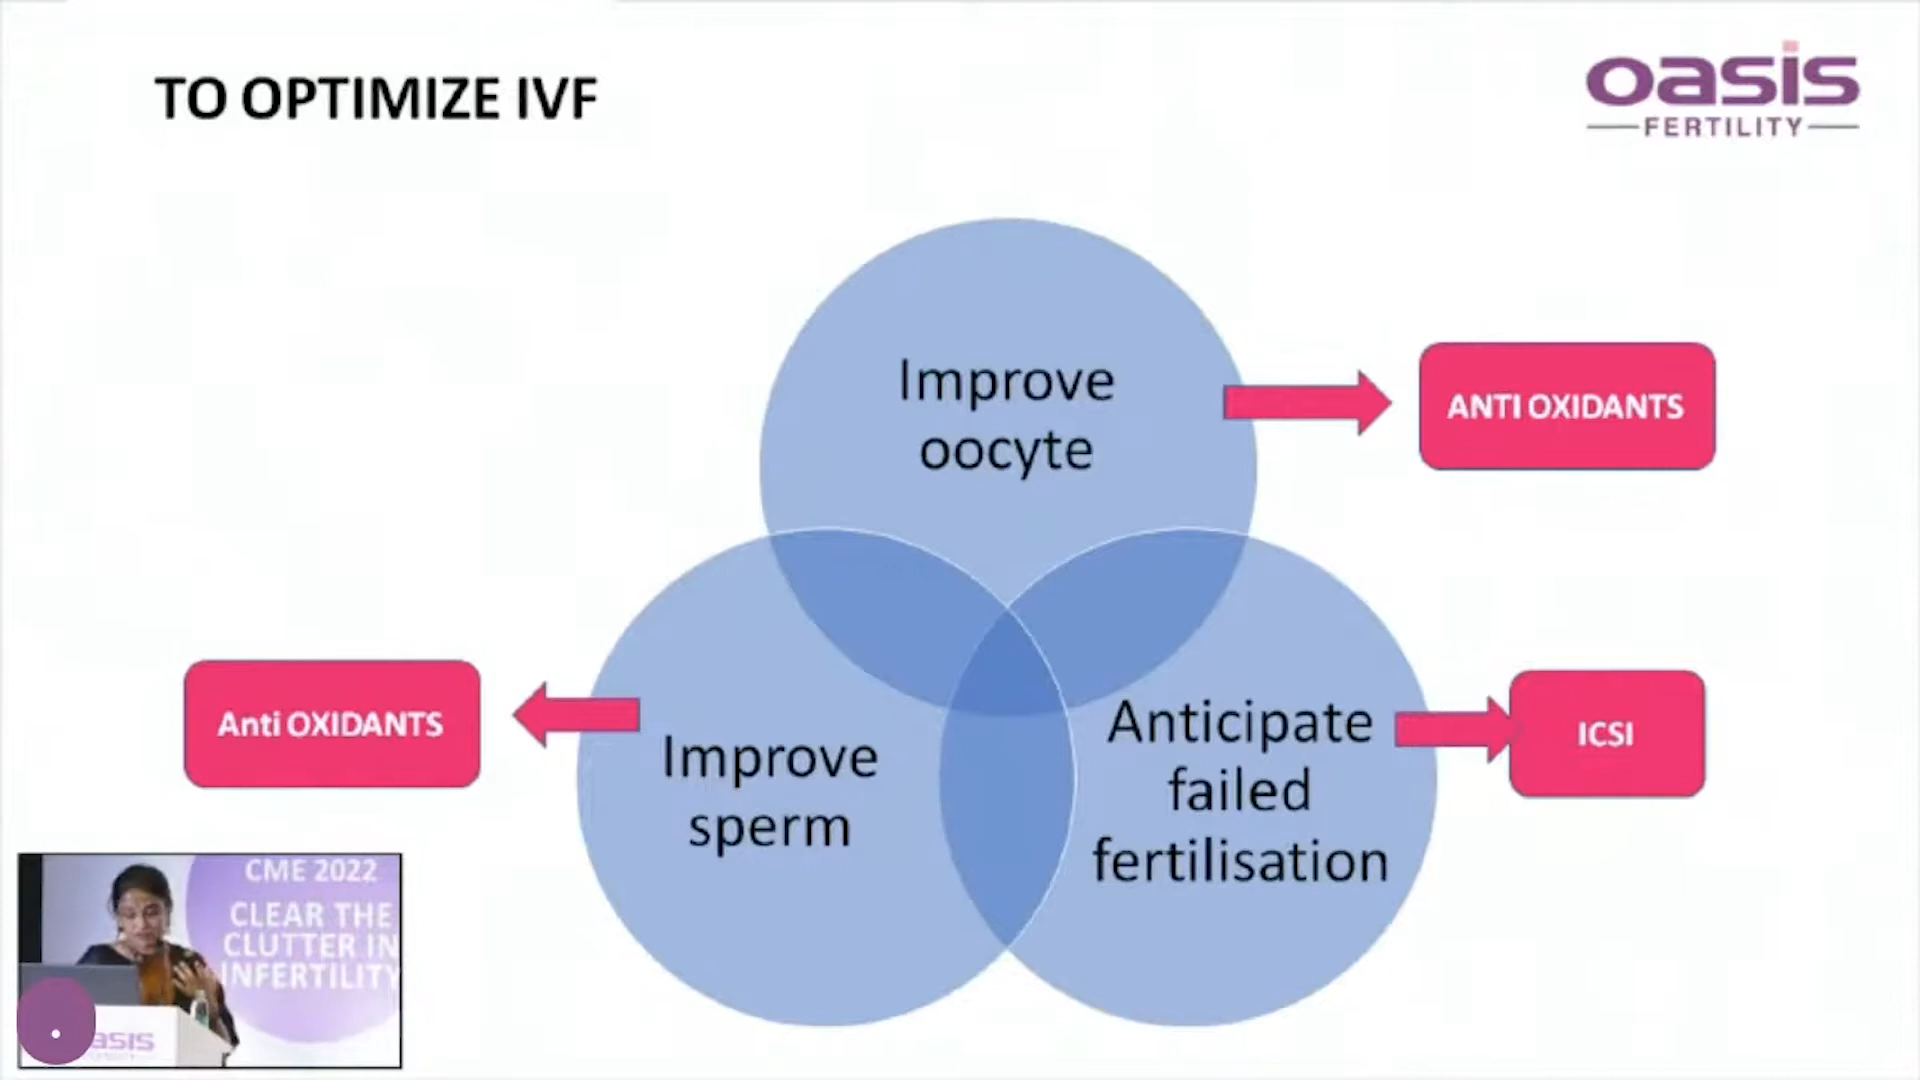 TO OPTIMIZE IVF
oasis
FERTILITY
Improve
oocyte
ANTI OXIDANTS
Anti OXIDANTS
Improve
sperm
Anticipate
failed
fertilisation
ICSI
CME 2022
CLEAR THE
CLUTTER IN
INFERTILITY
asis